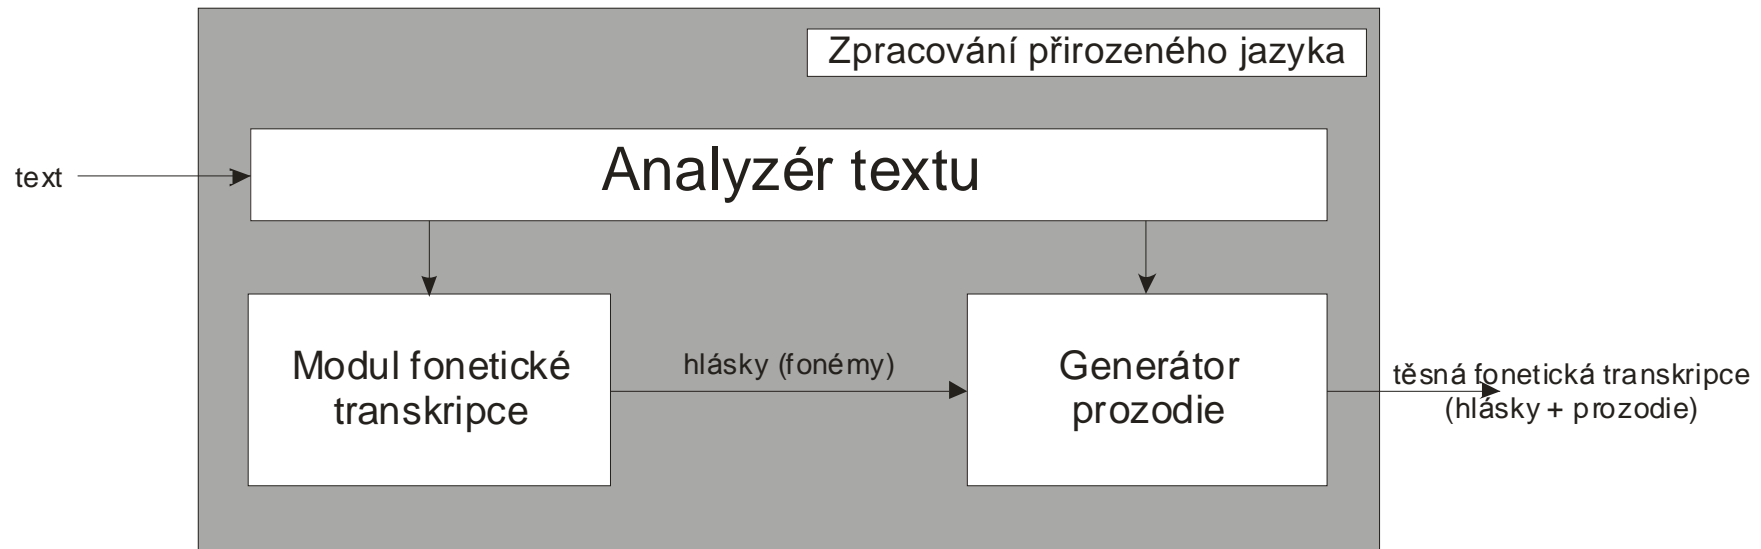 Zpracování přirozeného jazyka
Analyzér textu
text
Modul fonetické
transkripce
hlásky (fonémy)
Generátor
prozodie
těsná fonetická transkripce
(hlásky + prozodie)